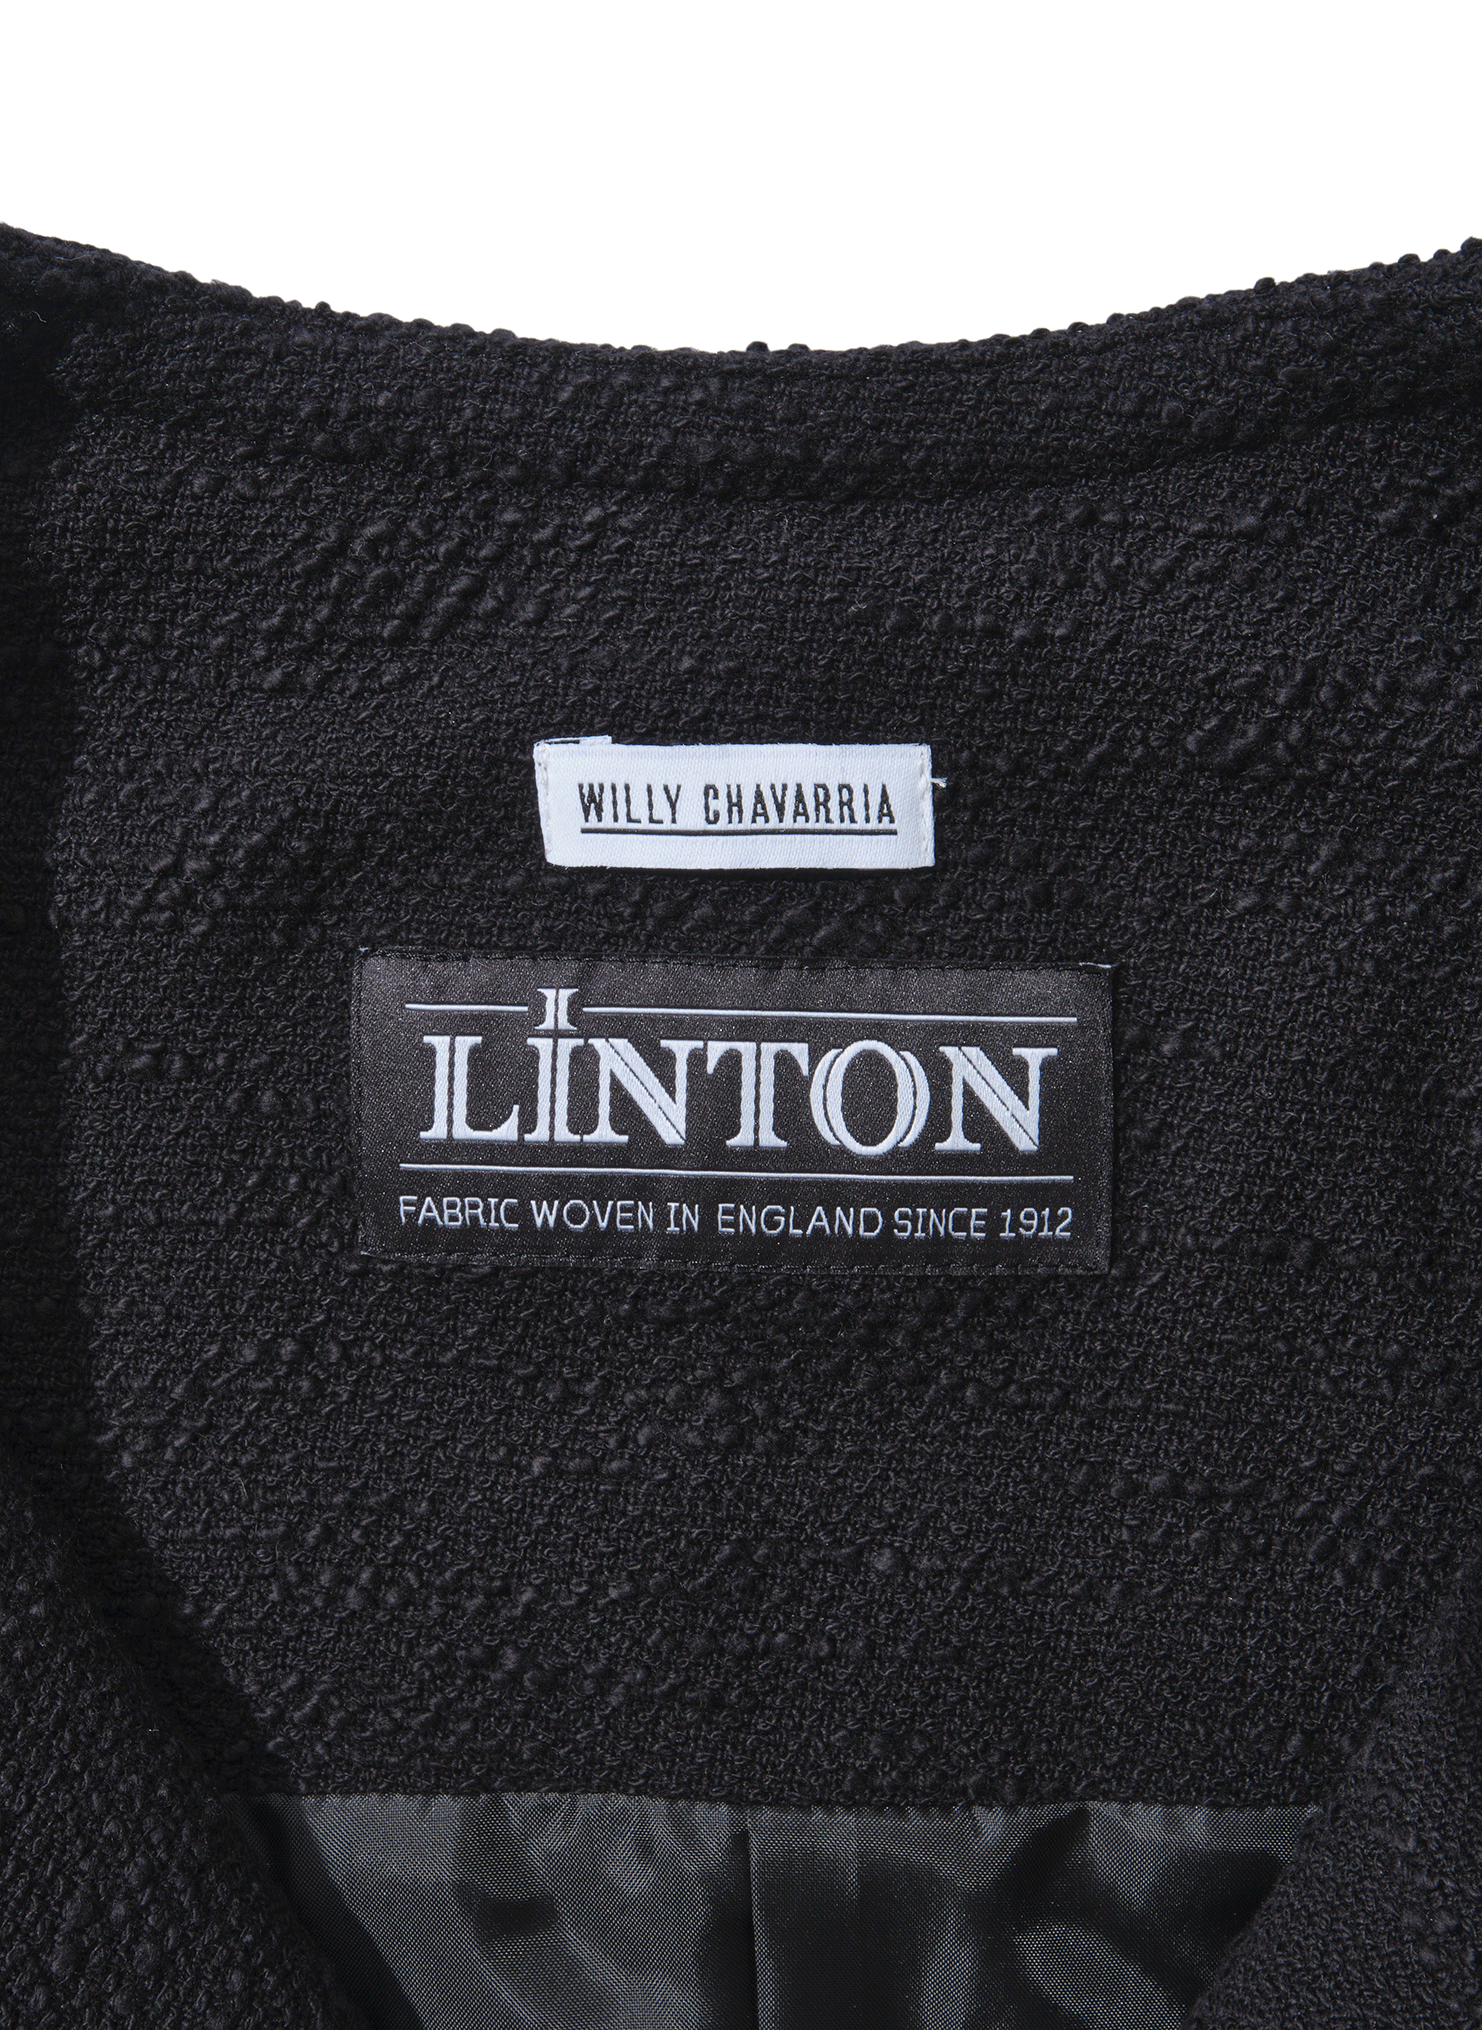 WILLY CHAVARRIA
LINTON
FABRIC WOVEN IN ENGLAND SINCE 1912